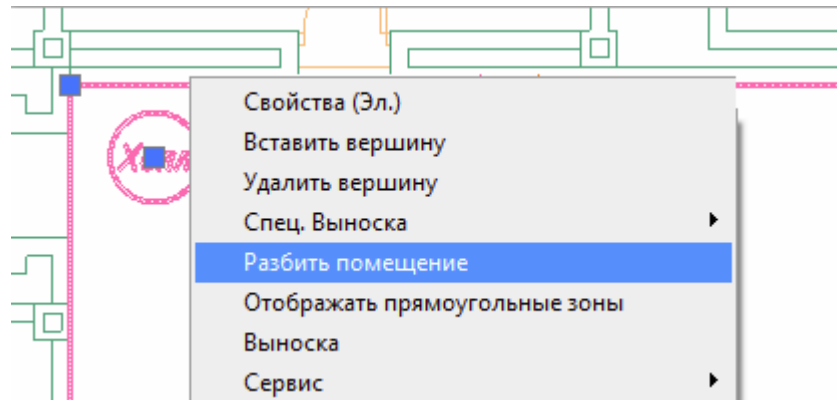 Свойства (Эл.)
Вставить вершину
Удалить вершину
Спец. Выноска
Разбить помещение
Отображать прямоугольные зоны
Выноска
Сервис